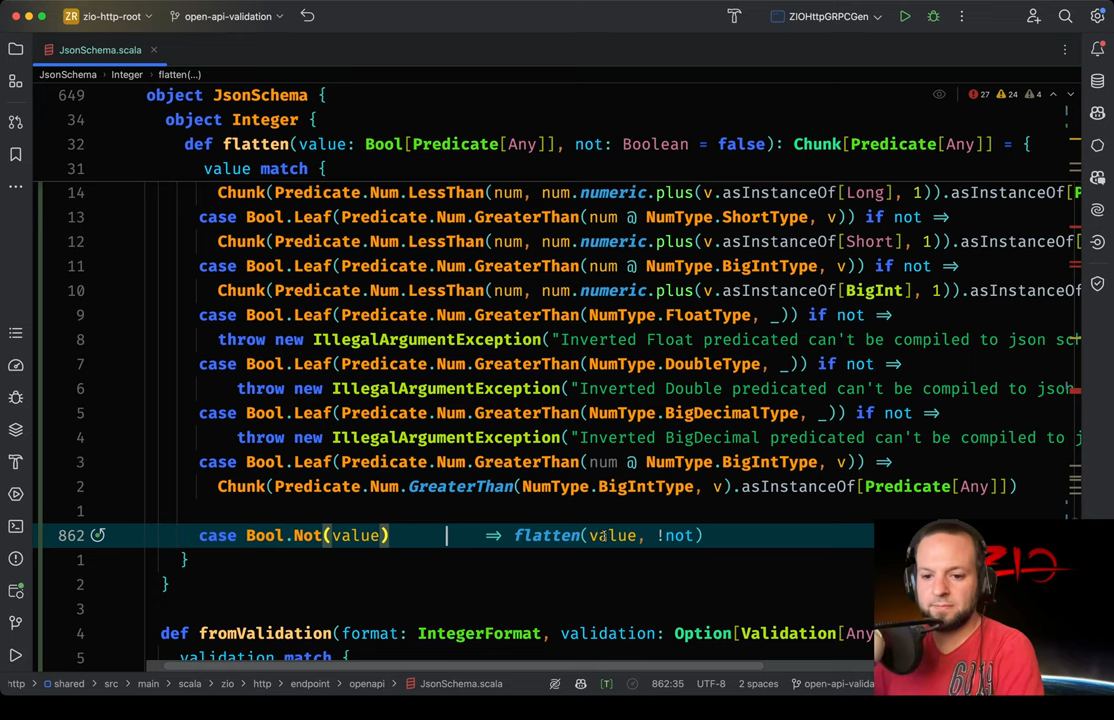 ZR zip-http-root open-api-validation ZIOHttpGRPCGen
JsonSchema.scala
JsonSchema Integer flatten(...)
27 24 4
649 object JsonSchema {
34 object Integer {
32 def flatten(value: Bool[Predicate[Any]], not: Boolean = false): Chunk[Predicate[Any]] = {
31 value match {
14 Chunk(Predicate.Num.LessThan(num, num.numeric.plus(v.asInstanceOf[Long], 1)).asInstanceOf[P
13 case Bool.Leaf(Predicate.Num.GreaterThan(num @ NumType.ShortType, v)) if not ⇒
12 Chunk(Predicate.Num.LessThan(num, num.numeric.plus(v.asInstanceOf[Short], 1)).asInstanceOf[
11 case Bool.Leaf(Predicate.Num.GreaterThan(num @ NumType.BigIntType, v)) if not ⇒
10 Chunk(Predicate.Num.LessThan(num, num.numeric.plus(v.asInstanceOf[BigInt], 1)).asInstanceOf
9 case Bool.Leaf(Predicate.Num.GreaterThan(NumType.FloatType, _)) if not ⇒
8 throw new IllegalArgumentException("Inverted Float predicated can't be compiled to json sc
7 case Bool.Leaf(Predicate.Num.GreaterThan(NumType.DoubleType, _)) if not ⇒
6 throw new IllegalArgumentException("Inverted Double predicated can't be compiled to json
5 case Bool.Leaf(Predicate.Num.GreaterThan(NumType.BigDecimalType, _)) if not ⇒
4 throw new IllegalArgumentException("Inverted BigDecimal predicated can't be compiled to j
3 case Bool.Leaf(Predicate.Num.GreaterThan(num @ NumType.BigIntType, v)) ⇒
2 Chunk(Predicate.Num.GreaterThan(NumType.BigIntType, v).asInstanceOf[Predicate[Any]])
1
862 case Bool.Not(value) ⇒ flatten(value, !not)
1 }
2 }
3
4 def fromValidation(format: IntegerFormat, validation: Option[Validation[Any
5 validation match {
http shared src main scala zio http endpoint openapi JsonSchema.scala 862:35 UTF-8 2 spaces open-api-valida